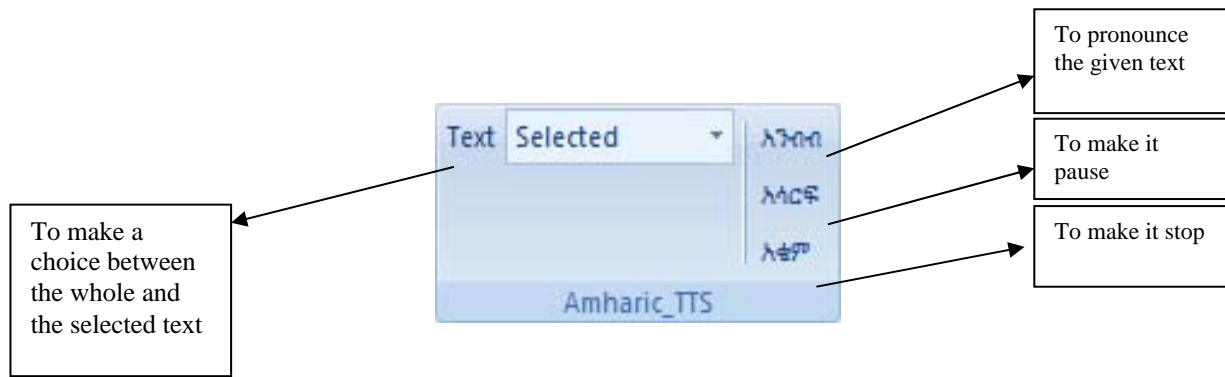 To pronounce
the given text
Text Selected
አንብብ
To make it
pause
አሳርፍ
To make it stop
አቁም
To make a
choice between
the whole and
the selected text
Amharic_TTS